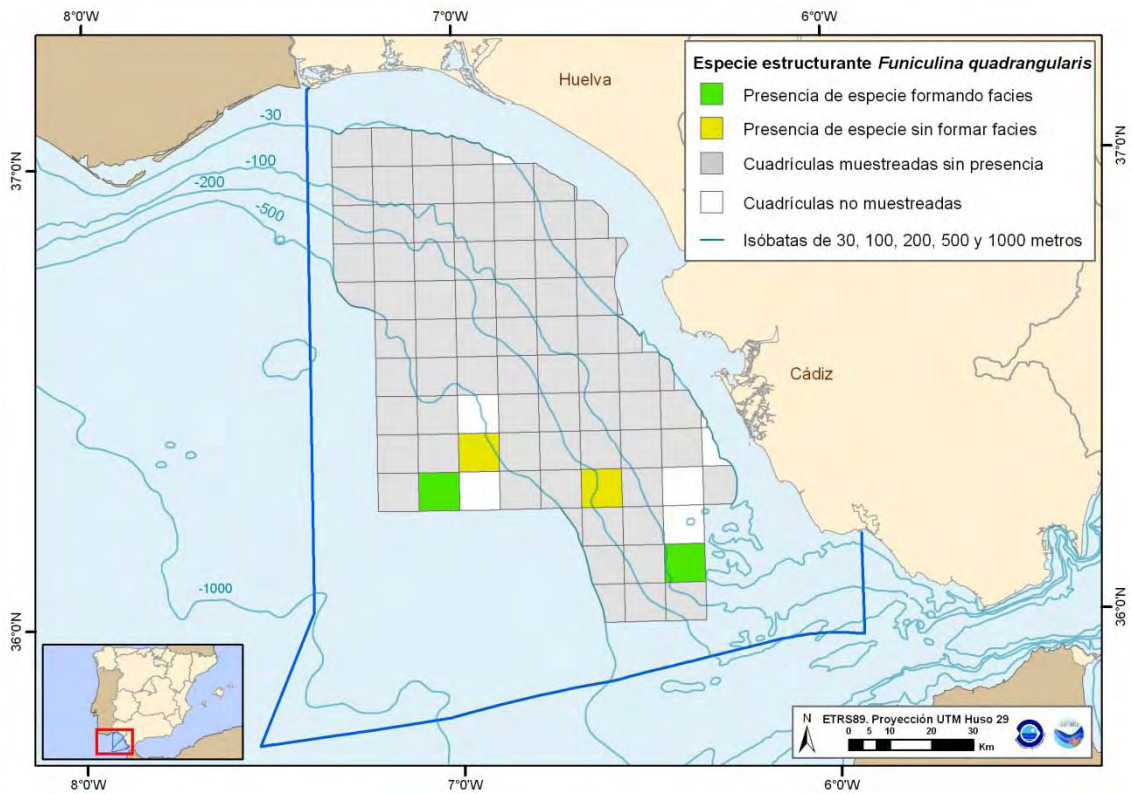 8°0'W
7°0'W
6°0'W
Huelva
Especie estructurante Funiculina quadrangularis
Presencia de especie formando facies
Presencia de especie sin formar facies
Cuadrículas muestreadas sin presencia
Cuadrículas no muestreadas
Isóbatas de 30, 100, 200, 500 y 1000 metros
-30
37°0'N
37°0'N
-100
-200
-500
Cádiz
-1000
36°0'N
36°0'N
N
ETRS89. Proyección UTM Huso 29
0 5 10 20 30
Km
8°0'W
7°0'W
6°0'W